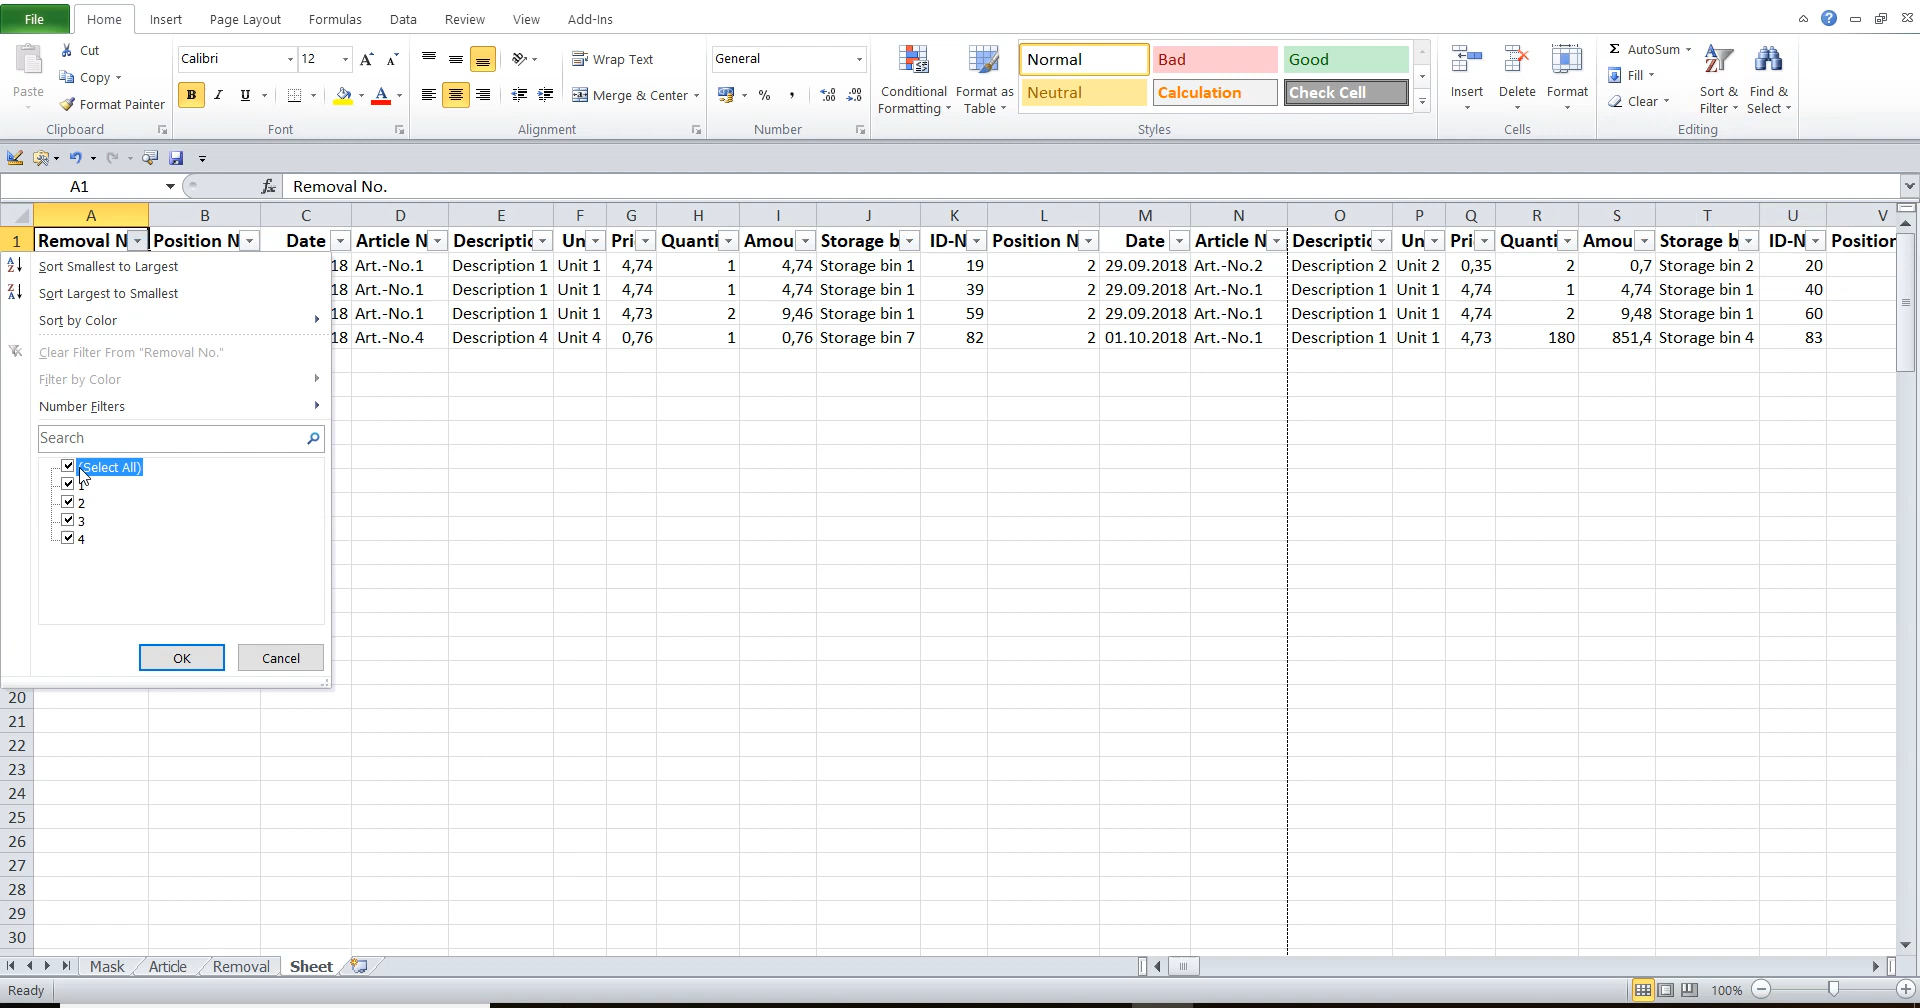 File Home Insert Page Layout Formulas Data Review View Add-Ins
Paste
Cut
Copy
Format Painter
Clipboard
Calibri 12
B I U
Font
Wrap Text
Merge & Center
Alignment
General
%
Number
Conditional Formatting
Format as Table
Normal Bad Good
Neutral Calculation Check Cell
Styles
Insert Delete Format
Cells
AutoSum
Fill
Clear
Sort & Filter
Find & Select
Editing
A1 fx Removal No.
A B C D E F G H I J K L M N O P Q R S T U V
1 Removal N Position N Date Article N Descriptic Un Pri Quanti Amou Storage b ID-N Position N Date Article N Descriptic Un Pri Quanti Amou Storage b ID-N Position
18 Art.-No.1 Description 1 Unit 1 4,74 1 4,74 Storage bin 1 19 2 29.09.2018 Art.-No.2 Description 2 Unit 2 0,35 2 0,7 Storage bin 2 20
18 Art.-No.1 Description 1 Unit 1 4,74 1 4,74 Storage bin 1 39 2 29.09.2018 Art.-No.1 Description 1 Unit 1 4,74 1 4,74 Storage bin 1 40
18 Art.-No.1 Description 1 Unit 1 4,73 2 9,46 Storage bin 1 59 2 29.09.2018 Art.-No.1 Description 1 Unit 1 4,74 2 9,48 Storage bin 1 60
18 Art.-No.4 Description 4 Unit 4 0,76 1 0,76 Storage bin 7 82 2 01.10.2018 Art.-No.1 Description 1 Unit 1 4,73 180 851,4 Storage bin 4 83
Sort Smallest to Largest
Sort Largest to Smallest
Sort by Color
Clear Filter From "Removal No."
Filter by Color
Number Filters
Search
(Select All)
1
2
3
4
OK Cancel
20
21
22
23
24
25
26
27
28
29
30
Mask Article Removal Sheet
Ready 100%